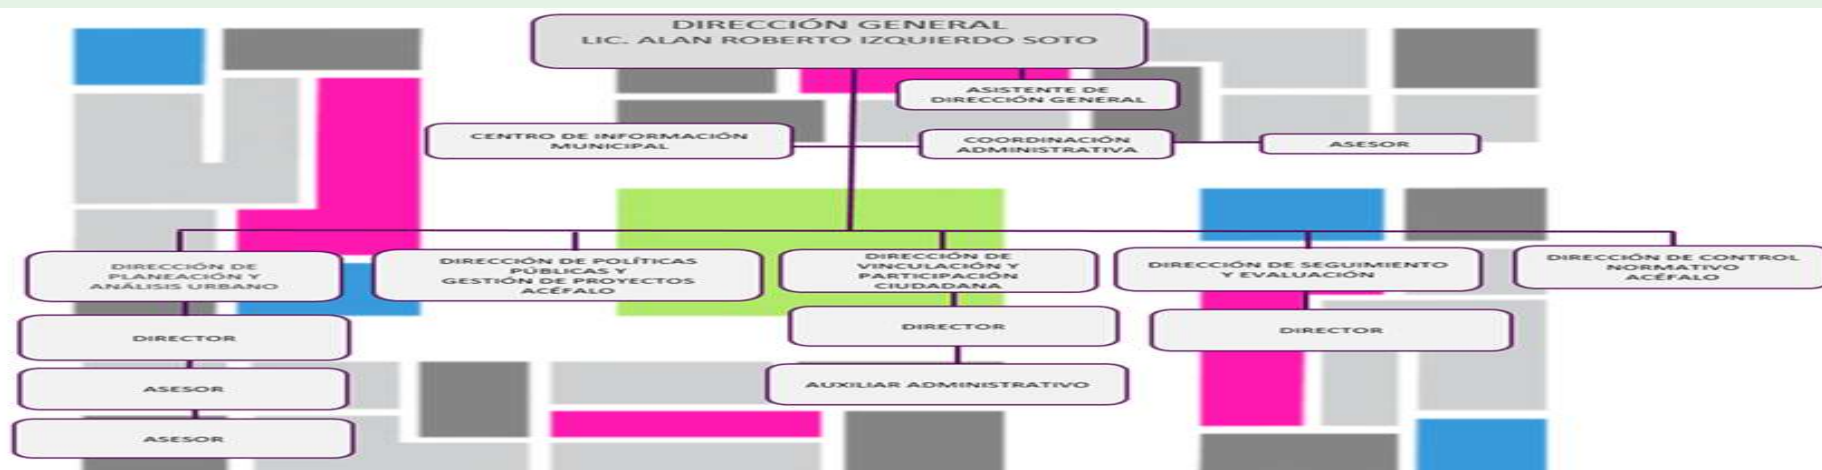 DIRECCIÓN GENERAL
LIC. ALAN ROBERTO IZQUIERDO SOTO
ASISTENTE DE
DIRECCIÓN GENERAL
CENTRO DE INFORMACIÓN
MUNICIPAL
COORDINACIÓN
ADMINISTRATIVA
ASESOR
DIRECCIÓN DE
PLANEACIÓN Y
ANÁLISIS URBANO
DIRECCIÓN DE POLÍTICAS
PÚBLICAS Y
GESTIÓN DE PROYECTOS
ACÉFALO
DIRECCIÓN DE
VINCULACIÓN Y
PARTICIPACIÓN
CIUDADANA
DIRECCIÓN DE SEGUIMIENTO
Y EVALUACIÓN
DIRECCIÓN DE CONTROL
NORMATIVO
ACÉFALO
DIRECTOR
DIRECTOR
DIRECTOR
ASESOR
AUXILIAR ADMINISTRATIVO
ASESOR